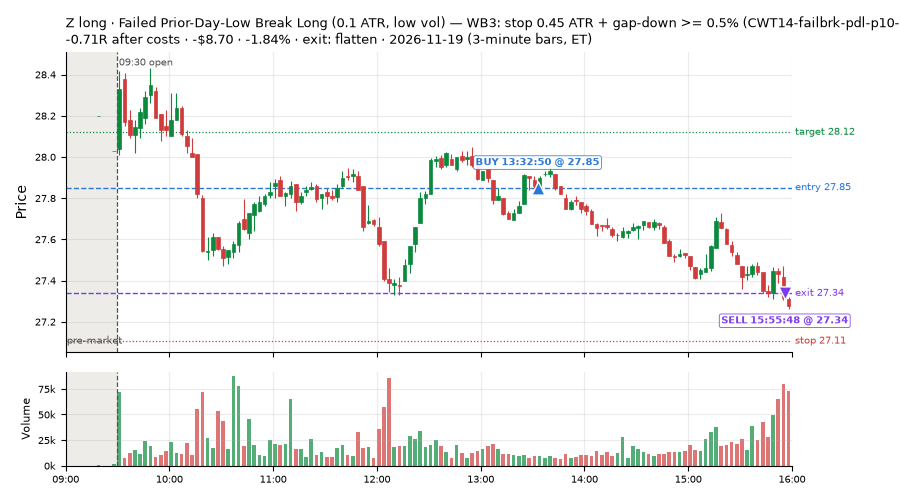 Z long · Failed Prior-Day-Low Break Long (0.1 ATR, low vol) — WB3: stop 0.45 ATR + gap-down >= 0.5% (CWT14-failbrk-pdl-p10-
-0.71R after costs · -$8.70 · -1.84% · exit: flatten · 2026-11-19 (3-minute bars, ET)
09:30 open
28.4
28.2
target 28.12
28.0
BUY 13:32:50 @ 27.85
entry 27.85
27.8
Price
27.6
27.4
exit 27.34
27.2
SELL 15:55:48 @ 27.34
pre-market
stop 27.11
75k
50k
Volume
25k
0k
09:00 10:00 11:00 12:00 13:00 14:00 15:00 16:00